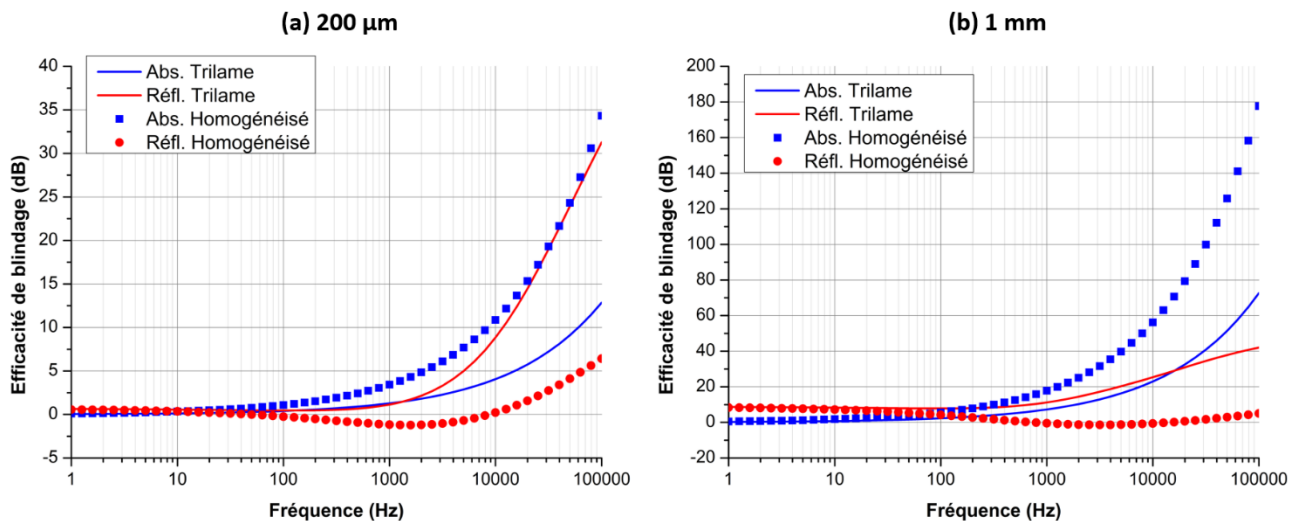 (a) 200 µm
40
35
30
25
20
15
10
5
0
-5
Efficacité de blindage (dB)
Abs. Trilame
Réfl. Trilame
Abs. Homogénéisé
Réfl. Homogénéisé
1
10
100
1000
10000
100000
Fréquence (Hz)
(b) 1 mm
200
180
160
140
120
100
80
60
40
20
0
-20
Efficacité de blindage (dB)
Abs. Trilame
Réfl. Trilame
Abs. Homogénéisé
Réfl. Homogénéisé
1
10
100
1000
10000
100000
Fréquence (Hz)